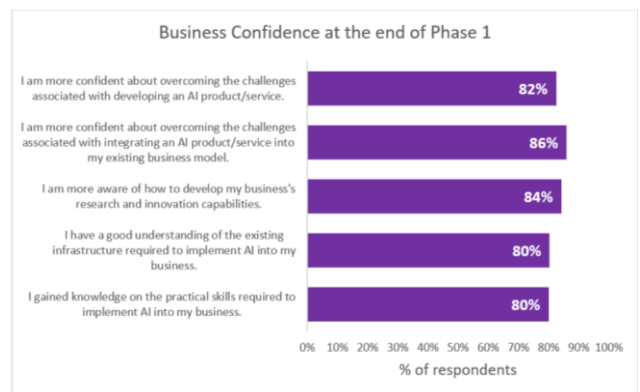 Business Confidence at the end of Phase 1
I am more confident about overcoming the challenges
associated with developing an AI product/service.
82%
I am more confident about overcoming the challenges
associated with integrating an AI product/service into
my existing business model.
86%
I am more aware of how to develop my business's
research and innovation capabilities.
84%
I have a good understanding of the existing
infrastructure required to implement AI into my
business.
80%
I gained knowledge on the practical skills required to
implement AI into my business.
80%
0% 10% 20% 30% 40% 50% 60% 70% 80% 90% 100%
% of respondents